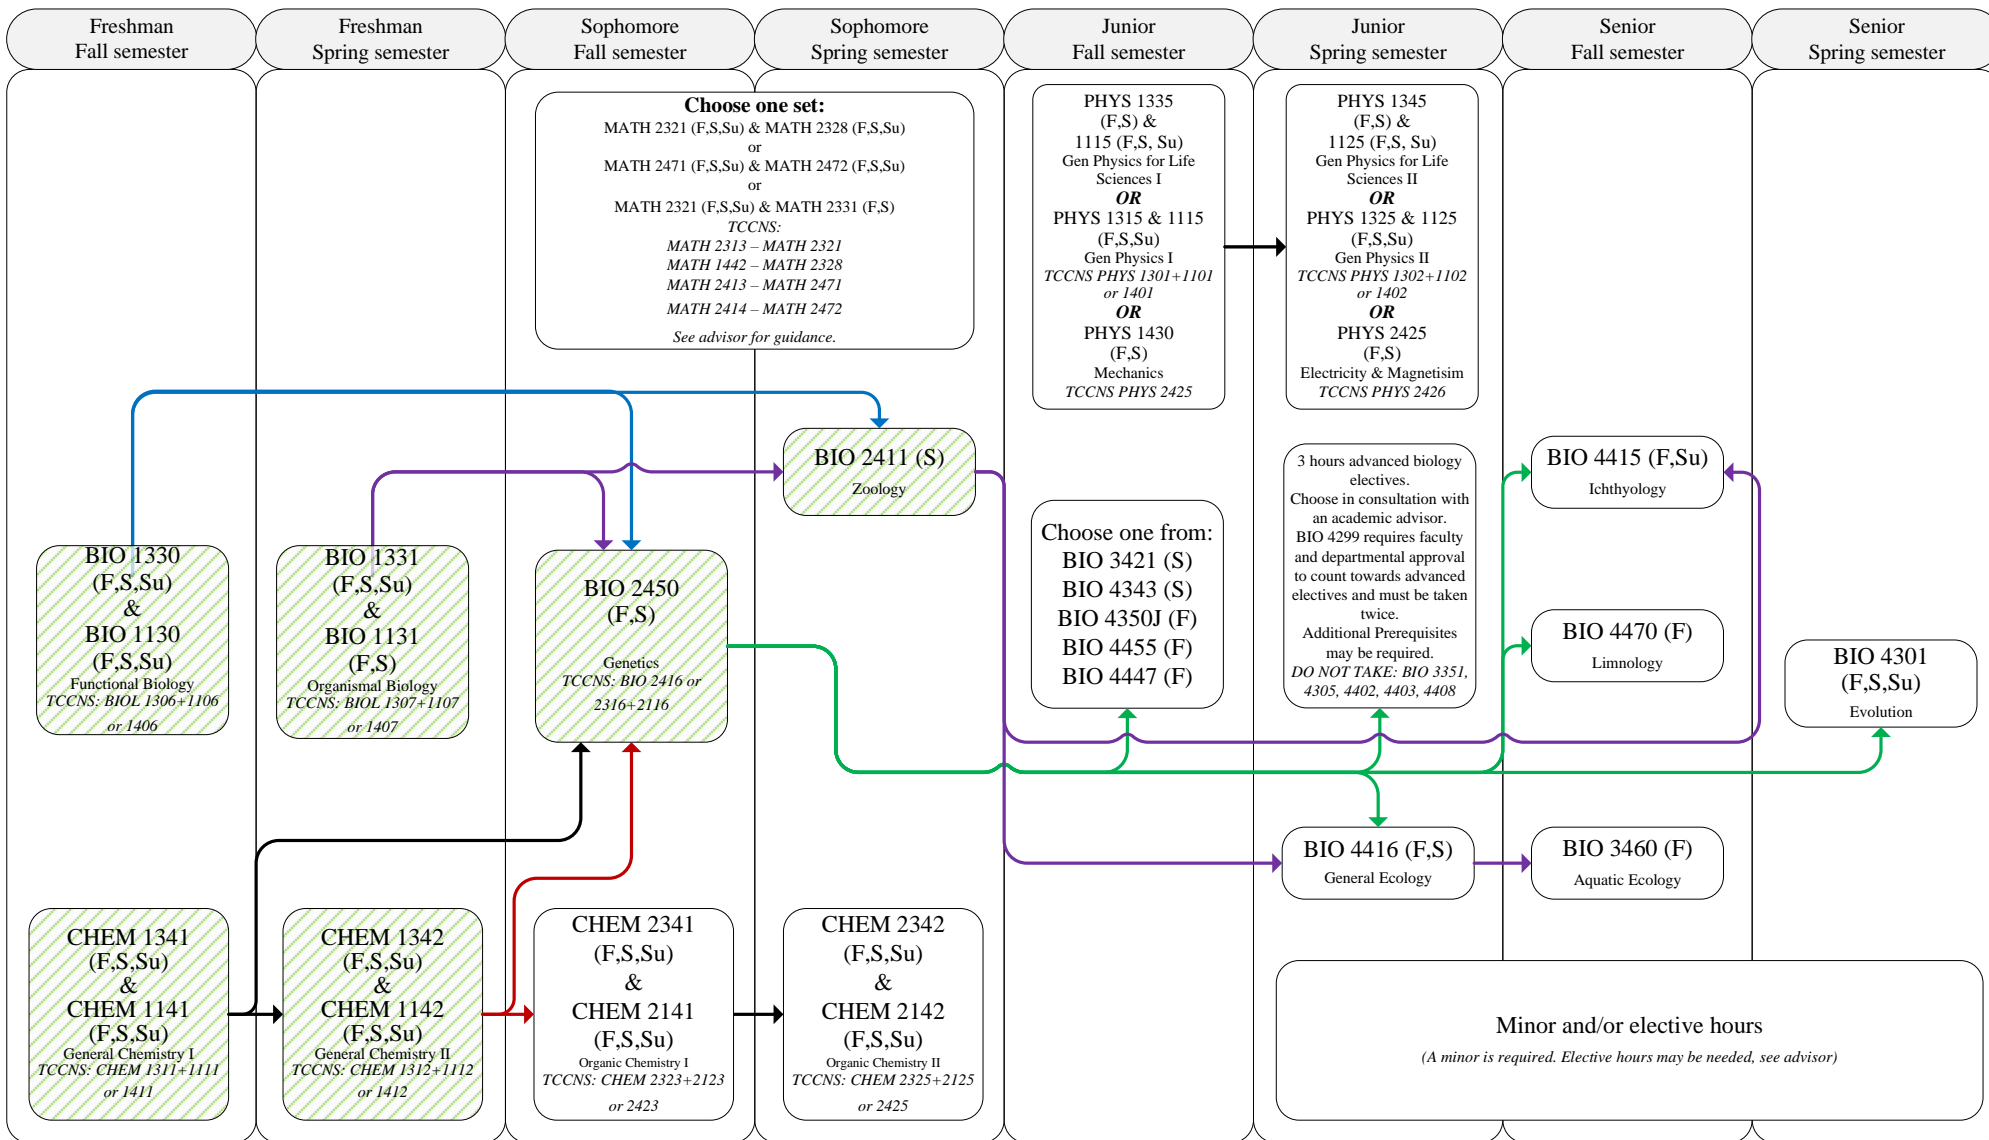 Freshman
Fall semester
Freshman
Spring semester
Sophomore
Fall semester
Sophomore
Spring semester
Junior
Fall semester
Junior
Spring semester
Senior
Fall semester
Senior
Spring semester
Choose one set:
MATH 2321 (F,S,Su) & MATH 2328 (F,S,Su)
or
MATH 2471 (F,S,Su) & MATH 2472 (F,S,Su)
or
MATH 2321 (F,S,Su) & MATH 2331 (F,S)
TCCNS:
MATH 2313 – MATH 2321
MATH 1442 – MATH 2328
MATH 2413 – MATH 2471
MATH 2414 – MATH 2472
See advisor for guidance.
PHYS 1335
(F,S) &
1115 (F,S, Su)
Gen Physics for Life
Sciences I
OR
PHYS 1315 & 1115
(F,S,Su)
Gen Physics I
TCCNS PHYS 1301+1101
or 1401
OR
PHYS 1430
(F,S)
Mechanics
TCCNS PHYS 2425
PHYS 1345
(F,S) &
1125 (F,S, Su)
Gen Physics for Life
Sciences II
OR
PHYS 1325 & 1125
(F,S,Su)
Gen Physics II
TCCNS PHYS 1302+1102
or 1402
OR
PHYS 2425
(F,S)
Electricity & Magnetisim
TCCNS PHYS 2426
BIO 2411 (S)
Zoology
BIO 1330
(F,S,Su)
&
BIO 1130
(F,S,Su)
Functional Biology
TCCNS: BIOL 1306+1106
or 1406
BIO 1331
(F,S,Su)
&
BIO 1131
(F,S)
Organismal Biology
TCCNS: BIOL 1307+1107
or 1407
BIO 2450
(F,S)
Genetics
TCCNS: BIO 2416 or
2316+2116
Choose one from:
BIO 3421 (S)
BIO 4343 (S)
BIO 4350J (F)
BIO 4455 (F)
BIO 4447 (F)
3 hours advanced biology
electives.
Choose in consultation with
an academic advisor.
BIO 4299 requires faculty
and departmental approval
to count towards advanced
electives and must be taken
twice.
Additional Prerequisites
may be required.
DO NOT TAKE: BIO 3351,
4305, 4402, 4403, 4408
BIO 4415 (F,Su)
Ichthyology
BIO 4470 (F)
Limnology
BIO 4301
(F,S,Su)
Evolution
BIO 4416 (F,S)
General Ecology
BIO 3460 (F)
Aquatic Ecology
CHEM 1341
(F,S,Su)
&
CHEM 1141
(F,S,Su)
General Chemistry I
TCCNS: CHEM 1311+1111
or 1411
CHEM 1342
(F,S,Su)
&
CHEM 1142
(F,S,Su)
General Chemistry II
TCCNS: CHEM 1312+1112
or 1412
CHEM 2341
(F,S,Su)
&
CHEM 2141
(F,S,Su)
Organic Chemistry I
TCCNS: CHEM 2323+2123
or 2423
CHEM 2342
(F,S,Su)
&
CHEM 2142
(F,S,Su)
Organic Chemistry II
TCCNS: CHEM 2325+2125
or 2425
Minor and/or elective hours
(A minor is required. Elective hours may be needed, see advisor)